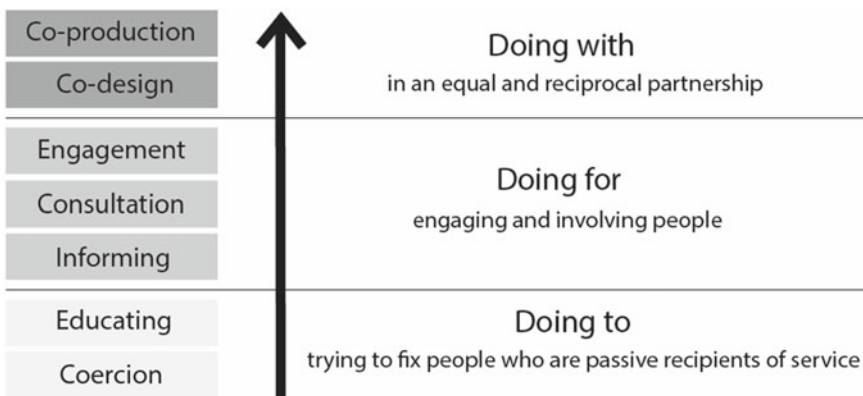 Co-production
Co-design
Doing with
in an equal and reciprocal partnership
Engagement
Consultation
Informing
Doing for
engaging and involving people
Educating
Coercion
Doing to
trying to fix people who are passive recipients of service